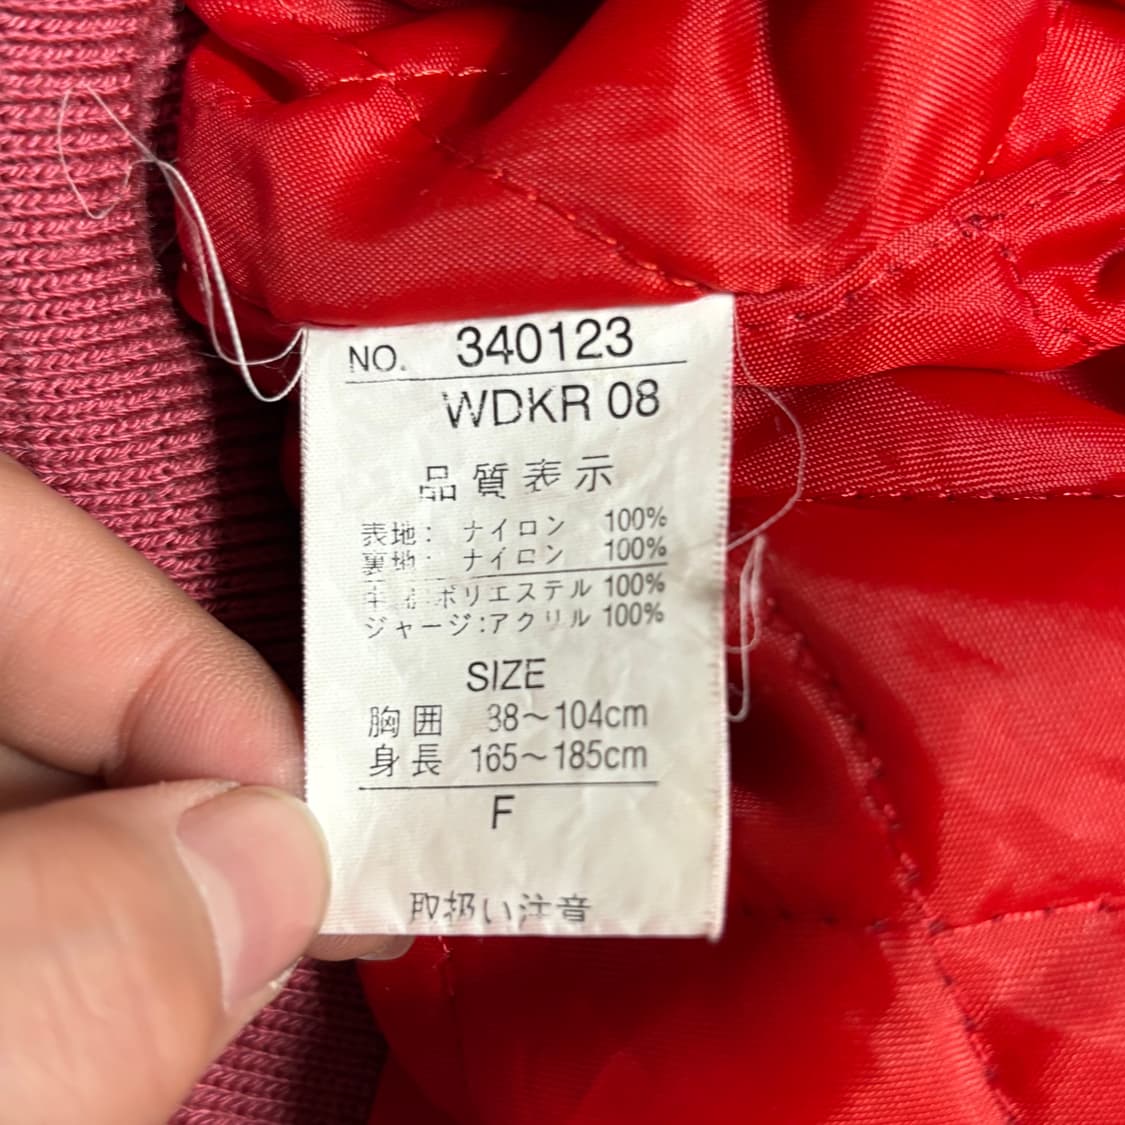 NO. 340123
WDKR 08
品質表示
表地: ナイロン 100%
裏地: ナイロン 100%
ポリエステル 100%
ジャージ:アクリル 100%
SIZE
胸囲 38~104cm
身長 165~185cm
F
取扱い注意